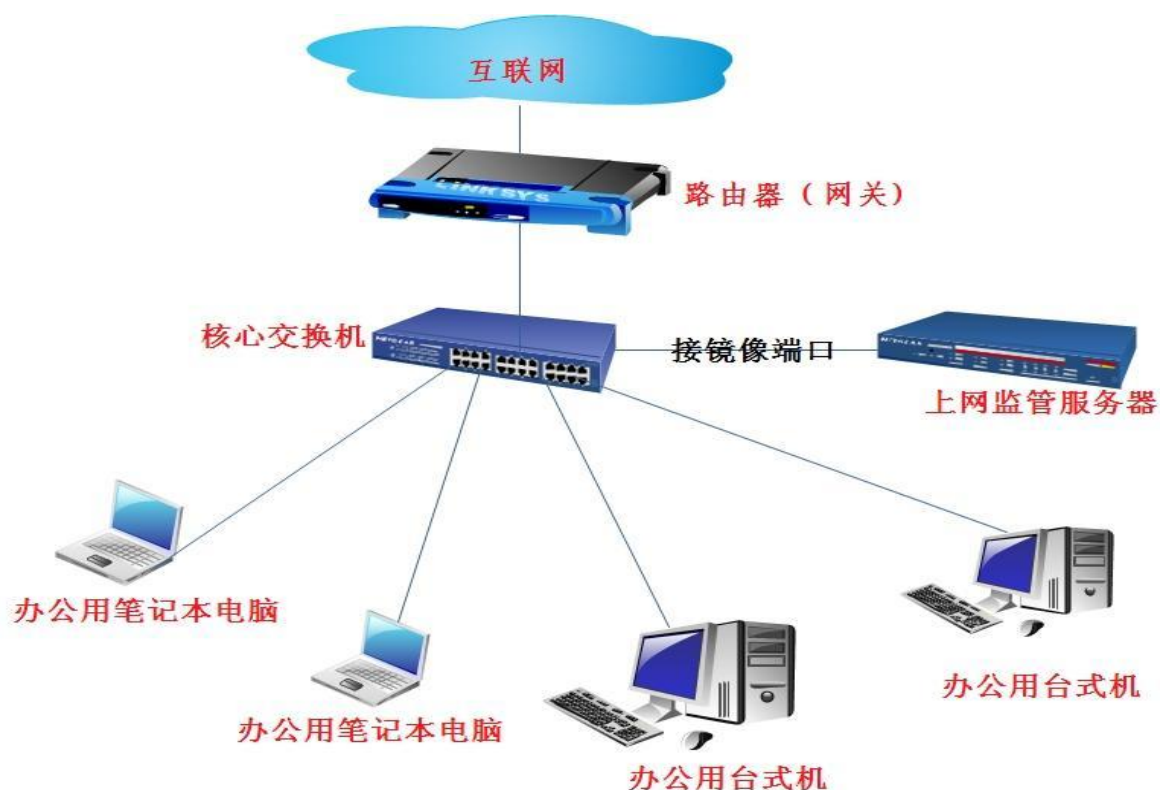 互联网
LINKSYS
路由器（网关）
核心交换机
NETGEAR
接镜像端口
上网监管服务器
办公用笔记本电脑
办公用笔记本电脑
办公用台式机
办公用台式机